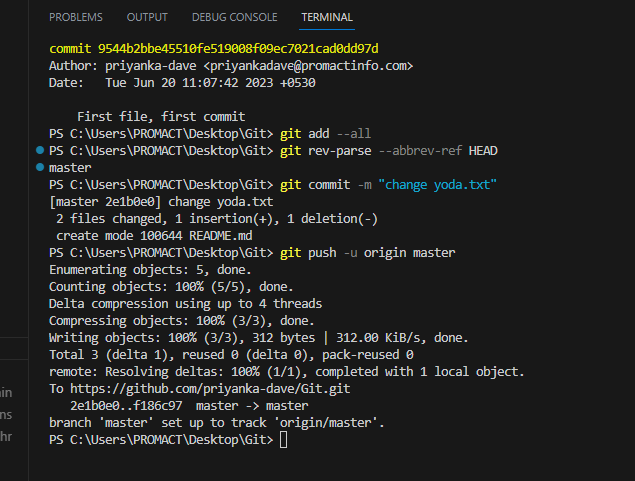 PROBLEMS OUTPUT DEBUG CONSOLE TERMINAL
commit 9544b2bbe45510fe519008f09ec7021cad0dd97d
Author: priyanka-dave <priyankadave@promactinfo.com>
Date:   Tue Jun 20 11:07:42 2023 +0530
    First file, first commit
PS C:\Users\PROMACT\Desktop\Git> git add --all
PS C:\Users\PROMACT\Desktop\Git> git rev-parse --abbrev-ref HEAD
master
PS C:\Users\PROMACT\Desktop\Git> git commit -m "change yoda.txt"
[master 2e1b0e0] change yoda.txt
 2 files changed, 1 insertion(+), 1 deletion(-)
 create mode 100644 README.md
PS C:\Users\PROMACT\Desktop\Git> git push -u origin master
Enumerating objects: 5, done.
Counting objects: 100% (5/5), done.
Delta compression using up to 4 threads
Compressing objects: 100% (3/3), done.
Writing objects: 100% (3/3), 312 bytes | 312.00 KiB/s, done.
Total 3 (delta 1), reused 0 (delta 0), pack-reused 0
remote: Resolving deltas: 100% (1/1), completed with 1 local object.
To https://github.com/priyanka-dave/Git.git
   2e1b0e0..f186c97  master -> master
branch 'master' set up to track 'origin/master'.
PS C:\Users\PROMACT\Desktop\Git>